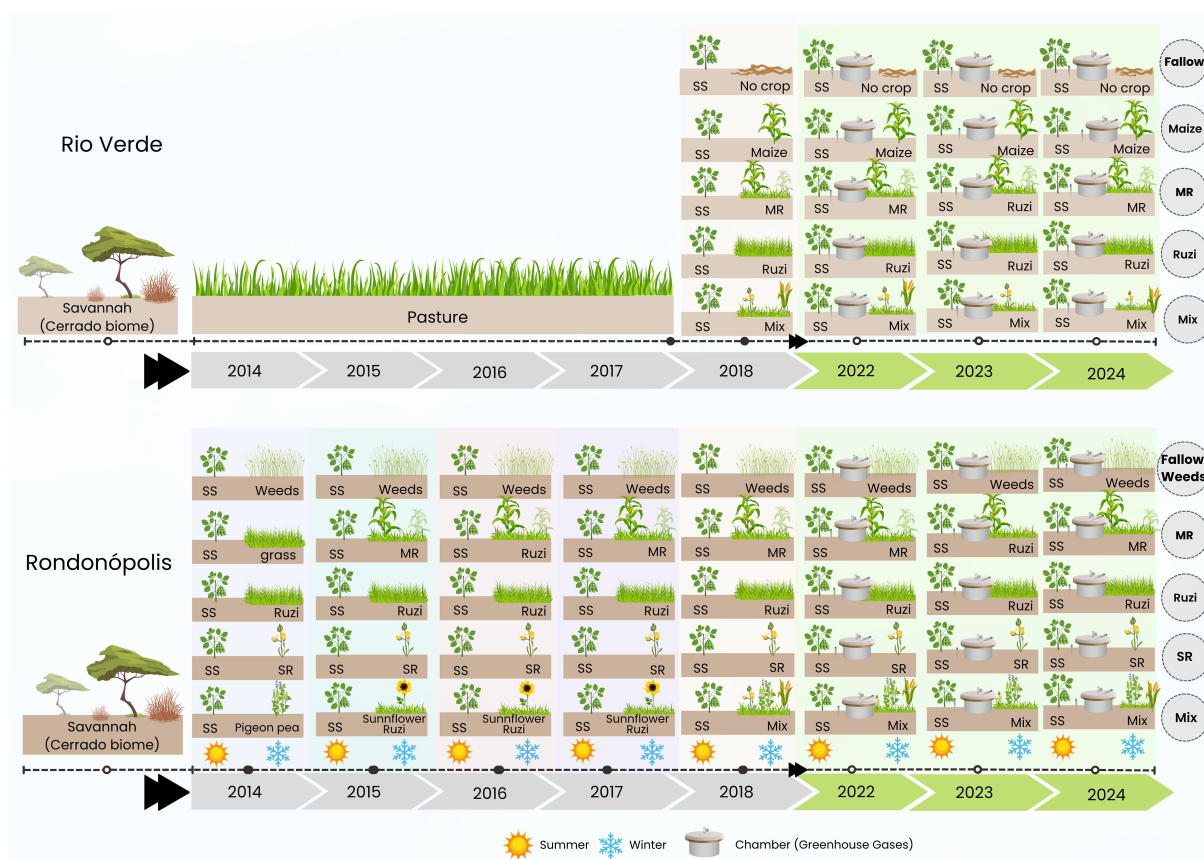 Rio Verde
SS No crop SS No crop SS No crop SS No crop Fallow
SS Maize SS Maize SS Maize SS Maize Maize
SS MR SS MR SS Ruzi SS MR MR
SS Ruzi SS Ruzi SS Ruzi SS Ruzi Ruzi
SS Mix SS Mix SS Mix SS Mix Mix
Savannah
(Cerrado biome)
Pasture
2014 2015 2016 2017 2018 2022 2023 2024
Rondonópolis
SS Weeds SS Weeds SS Weeds SS Weeds SS Weeds SS Weeds SS Weeds SS Weeds
Fallow
Weeds
SS grass SS MR SS Ruzi SS MR SS MR SS MR SS Ruzi SS MR MR
SS Ruzi SS Ruzi SS Ruzi SS Ruzi SS Ruzi SS Ruzi SS Ruzi SS Ruzi Ruzi
SS SR SS SR SS SR SS SR SS SR SS SR SS SR SS SR SR
SS Pigeon pea SS Sunnflower
Ruzi
SS Sunnflower
Ruzi
SS Sunnflower
Ruzi
SS Mix SS Mix SS Mix SS Mix Mix
Savannah
(Cerrado biome)
2014 2015 2016 2017 2018 2022 2023 2024
Summer Winter Chamber (Greenhouse Gases)